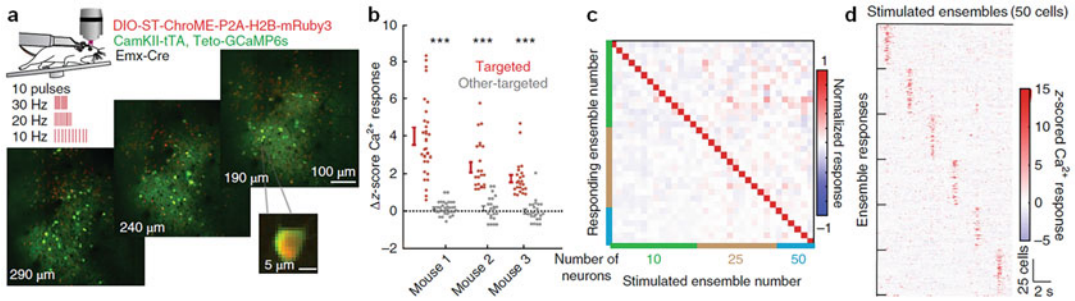 a
DIO-ST-ChroME-P2A-H2B-mRuby3
CamKII-tTA, Teto-GCaMP6s
Emx-Cre
10 pulses
30 Hz
20 Hz
10 Hz
190 µm
100 µm
240 µm
5 µm
290 µm
b
***
***
***
Targeted
Other-targeted
Δz-score Ca2+ response
10
8
6
4
2
0
−2
Mouse 1
Mouse 2
Mouse 3
c
Responding ensemble number
1
Normalized response
−1
Number of
neurons
10
25
50
Stimulated ensemble number
d
Stimulated ensembles (50 cells)
Ensemble responses
15
10
5
0
−5
z-scored Ca2+
response
25 cells
2 s